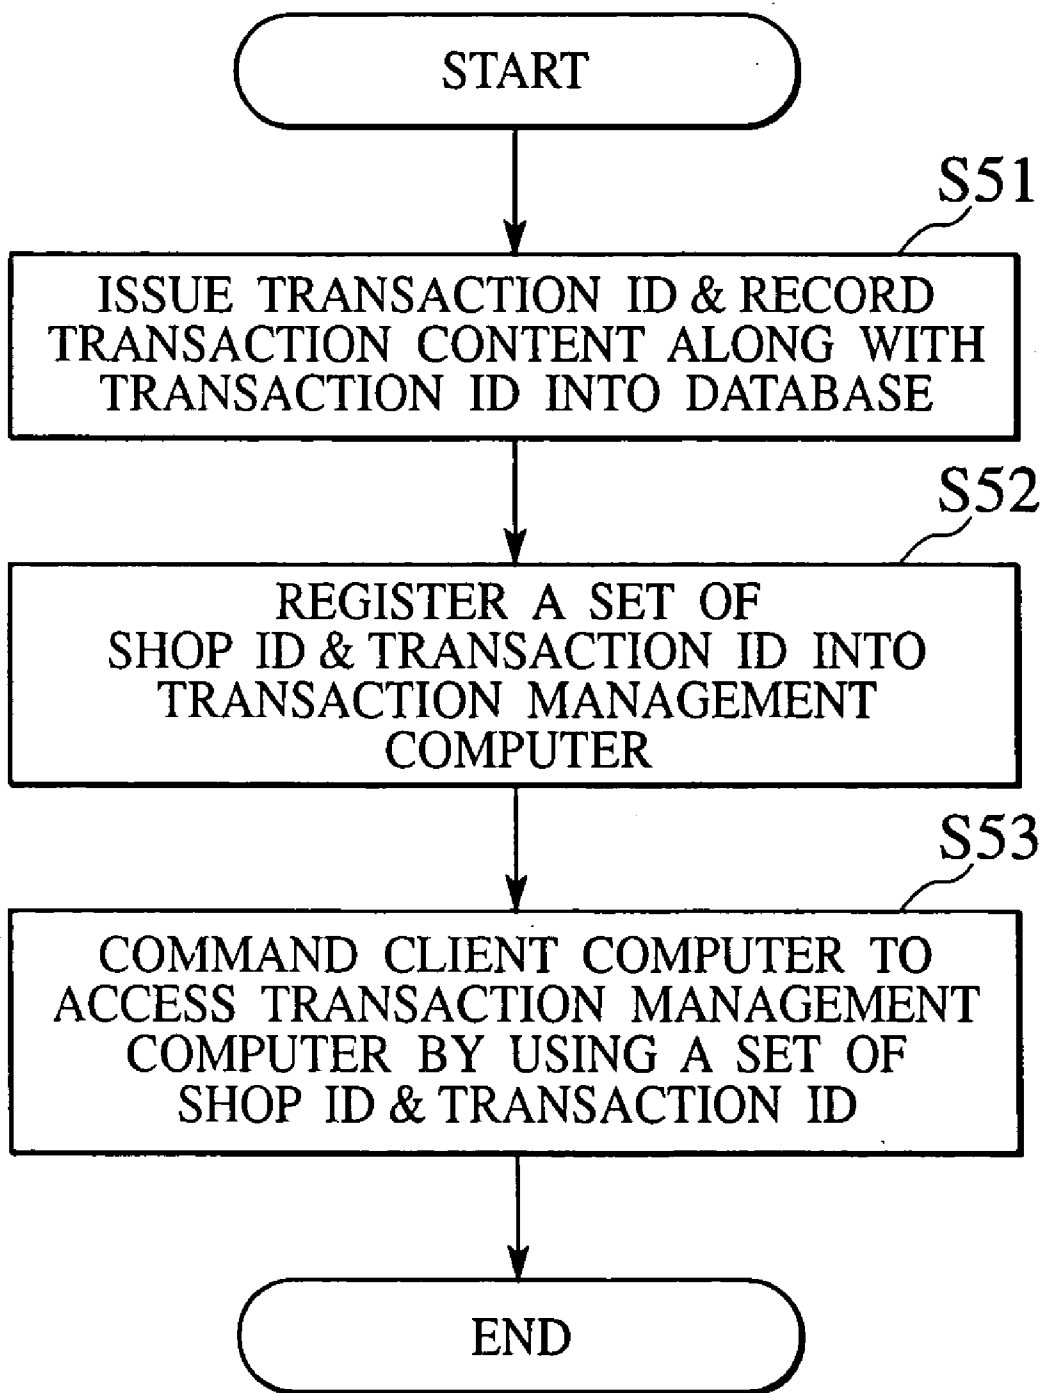 START
S51
ISSUE TRANSACTION ID & RECORD
TRANSACTION CONTENT ALONG WITH
TRANSACTION ID INTO DATABASE
S52
REGISTER A SET OF
SHOP ID & TRANSACTION ID INTO
TRANSACTION MANAGEMENT
COMPUTER
S53
COMMAND CLIENT COMPUTER TO
ACCESS TRANSACTION MANAGEMENT
COMPUTER BY USING A SET OF
SHOP ID & TRANSACTION ID
END